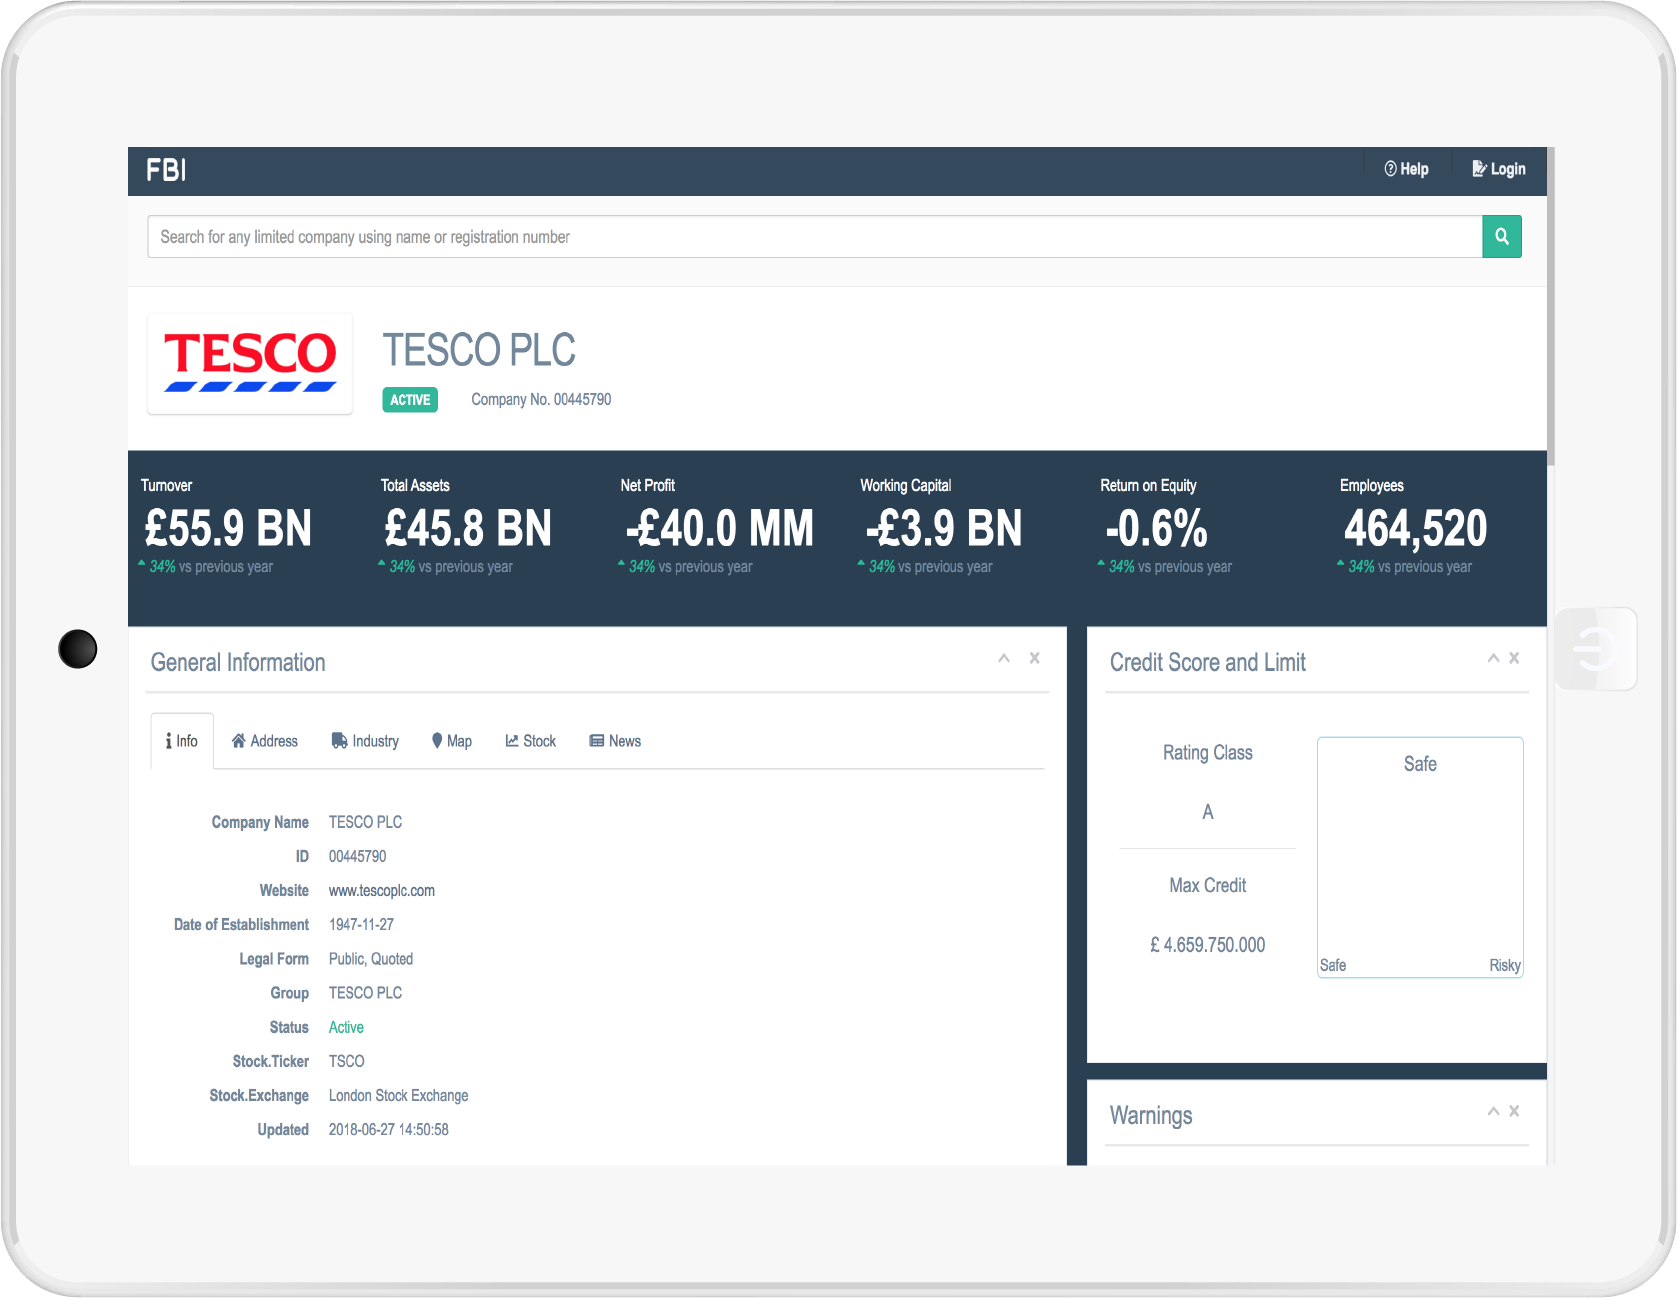 FBI
Help
Login
Search for any limited company using name or registration number
TESCO
TESCO PLC
ACTIVE
Company No. 00445790
Turnover
£55.9 BN
34% vs previous year
Total Assets
£45.8 BN
34% vs previous year
Net Profit
-£40.0 MM
34% vs previous year
Working Capital
-£3.9 BN
34% vs previous year
Return on Equity
-0.6%
34% vs previous year
Employees
464,520
34% vs previous year
General Information
Info Address Industry Map Stock News
Company Name TESCO PLC
ID 00445790
Website www.tescoplc.com
Date of Establishment 1947-11-27
Legal Form Public, Quoted
Group TESCO PLC
Status Active
Stock.Ticker TSCO
Stock.Exchange London Stock Exchange
Updated 2018-06-27 14:50:58
Credit Score and Limit
Rating Class
A
Max Credit
£ 4.659.750.000
Safe
Safe Risky
Warnings